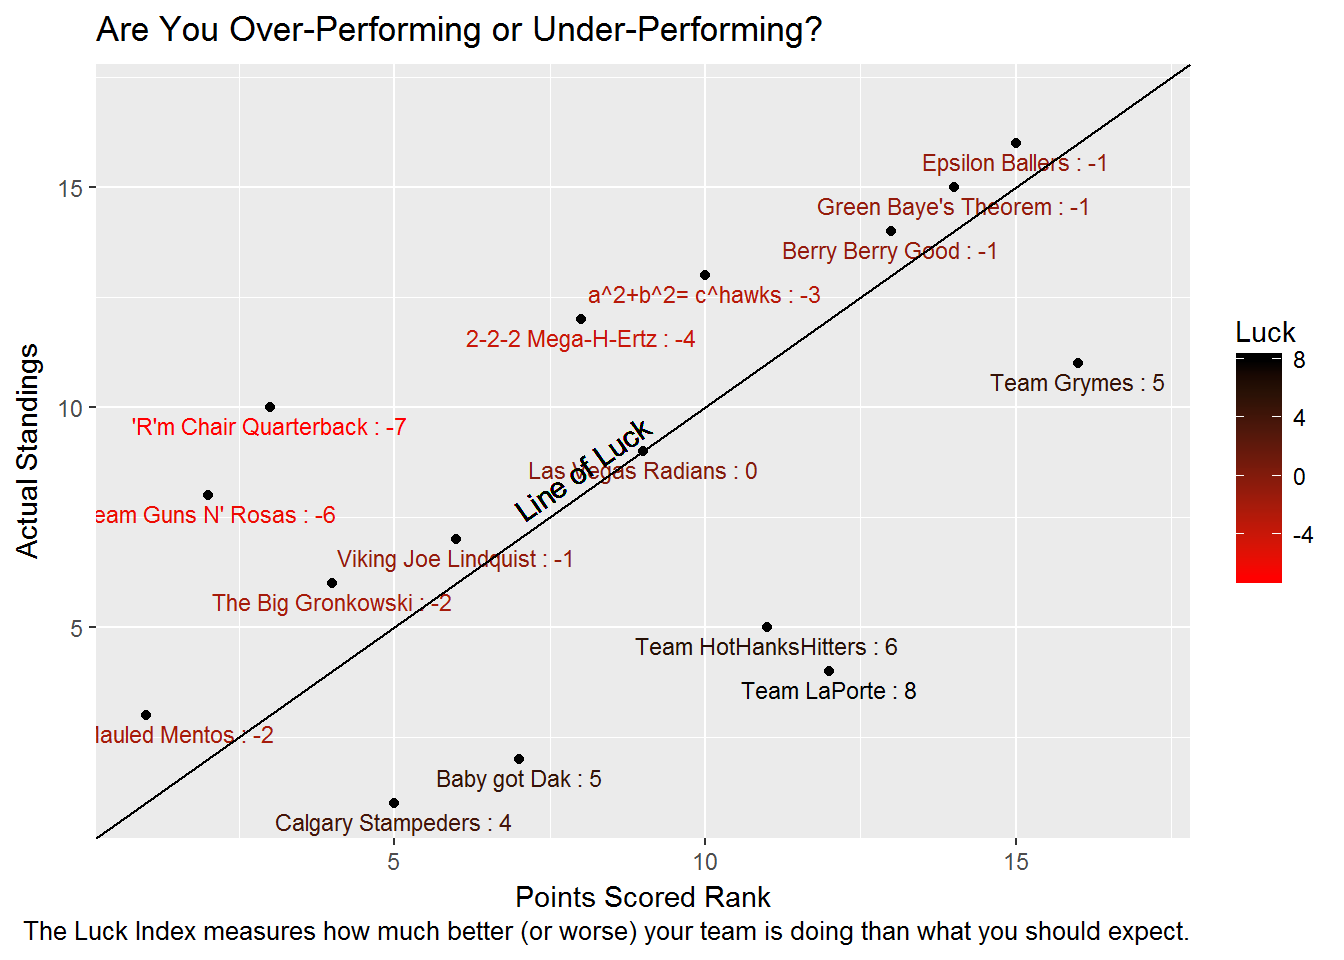 Are You Over-Performing or Under-Performing?
Actual Standings
15
10
5
Epsilon Ballers : -1
Green Baye's Theorem : -1
Berry Berry Good : -1
a^2+b^2= c^hawks : -3
2-2-2 Mega-H-Ertz : -4
Team Grymes : 5
'R'm Chair Quarterback : -7
Line of Luck
Las Vegas Radians : 0
eam Guns N' Rosas : -6
Viking Joe Lindquist : -1
The Big Gronkowski : -2
Team HotHanksHitters : 6
Team LaPorte : 8
Mauled Mentos : -2
Baby got Dak : 5
Calgary Stampeders : 4
5
10
15
Points Scored Rank
Luck
8
4
0
-4
The Luck Index measures how much better (or worse) your team is doing than what you should expect.